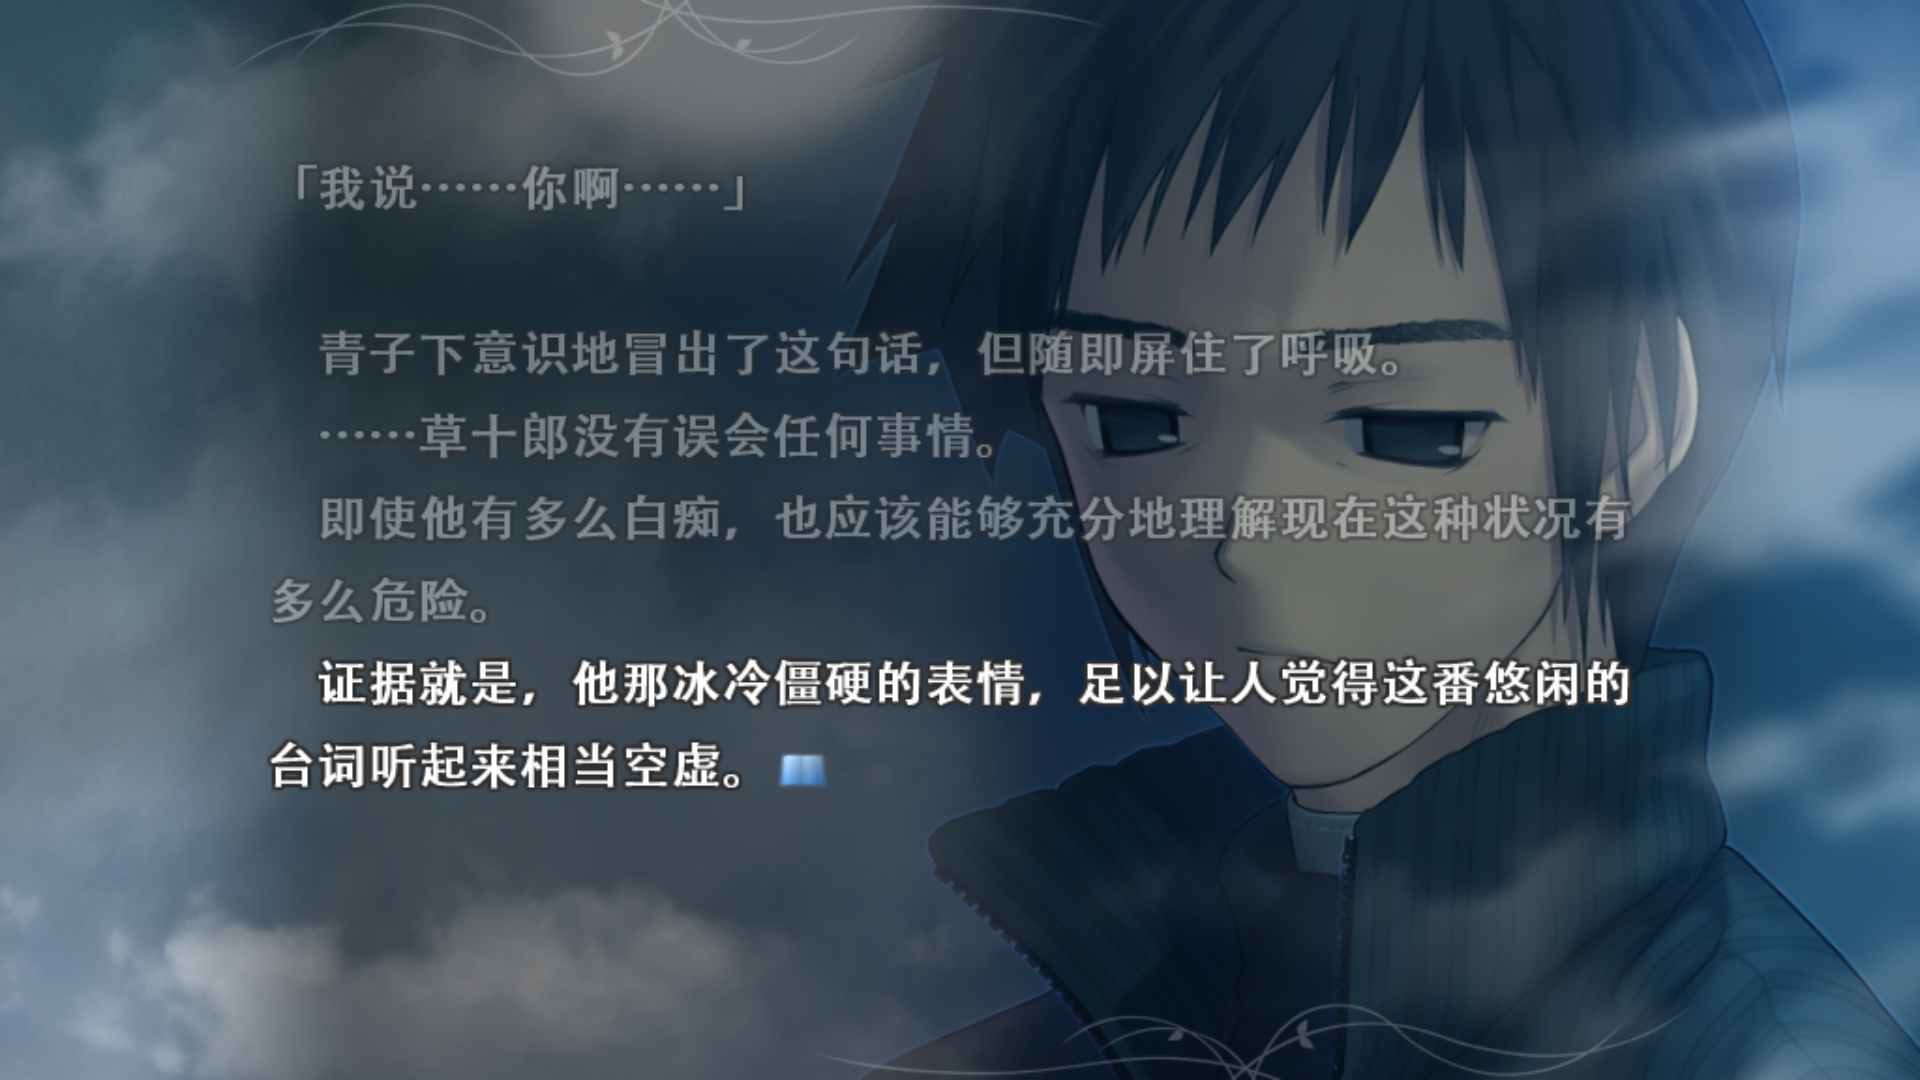 「我说……你啊……」
青子下意识地冒出了这句话，但随即屏住了呼吸。
……草十郎没有误会任何事情。
即使他有多么白痴，也应该能够充分地理解现在这种状况有
多么危险。
证据就是，他那冰冷僵硬的表情，足以让人觉得这番悠闲的
台词听起来相当空虚。